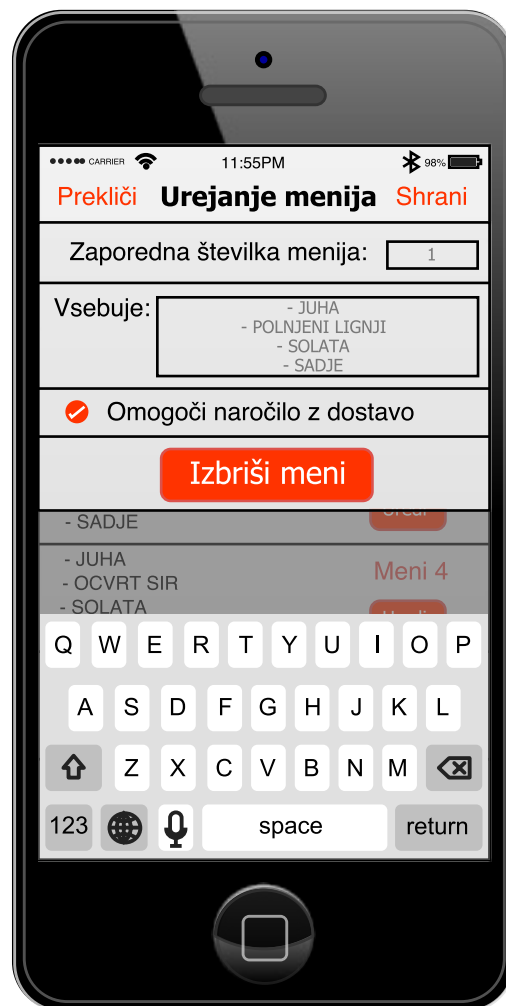 CARRIER 11:55PM 98%
Prekliči Urejanje menija Shrani
Zaporedna številka menija: 1
Vsebuje:
- JUHA
- POLNJENI LIGNJI
- SOLATA
- SADJE
Omogoči naročilo z dostavo
Izbriši meni
- SADJE
- JUHA
Meni 4
- OCVRT SIR
- SOLATA
Q W E R T Y U I O P
A S D F G H J K L
Z X C V B N M
123 space return